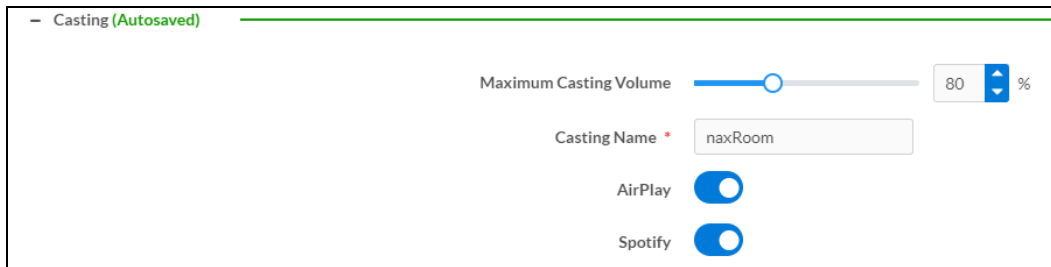 – Casting (Autosaved)
Maximum Casting Volume 80 %
Casting Name * naxRoom
AirPlay
Spotify